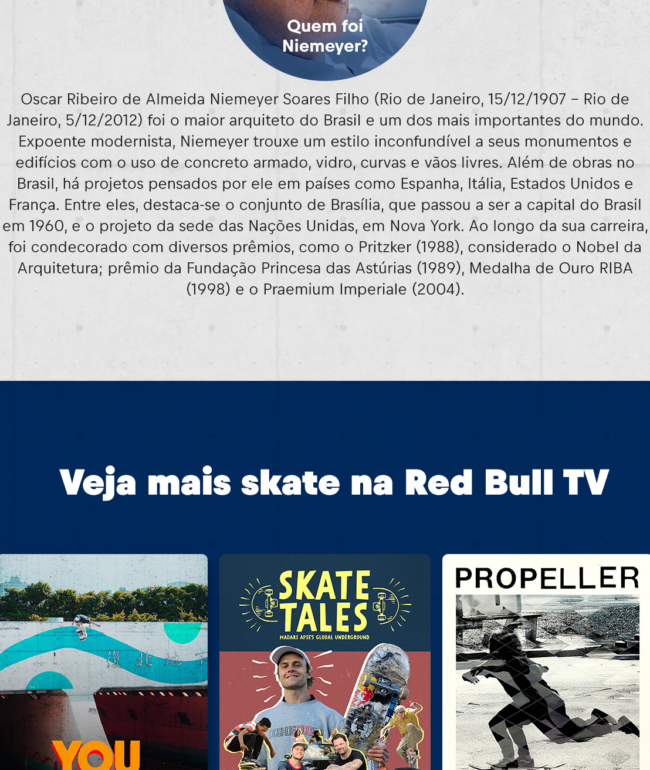 Quem foi
Niemeyer?
Oscar Ribeiro de Almeida Niemeyer Soares Filho (Rio de Janeiro, 15/12/1907 – Rio de
Janeiro, 5/12/2012) foi o maior arquiteto do Brasil e um dos mais importantes do mundo.
Expoente modernista, Niemeyer trouxe um estilo inconfundível a seus monumentos e
edifícios com o uso de concreto armado, vidro, curvas e vãos livres. Além de obras no
Brasil, há projetos pensados por ele em países como Espanha, Itália, Estados Unidos e
França. Entre eles, destaca-se o conjunto de Brasília, que passou a ser a capital do Brasil
em 1960, e o projeto da sede das Nações Unidas, em Nova York. Ao longo da sua carreira,
foi condecorado com diversos prêmios, como o Pritzker (1988), considerado o Nobel da
Arquitetura; prêmio da Fundação Princesa das Astúrias (1989), Medalha de Ouro RIBA
(1998) e o Praemium Imperiale (2004).
Veja mais skate na Red Bull TV
YOU
SKATE
TALES
MADARS APSE'S GLOBAL UNDERGROUND
PROPELLER